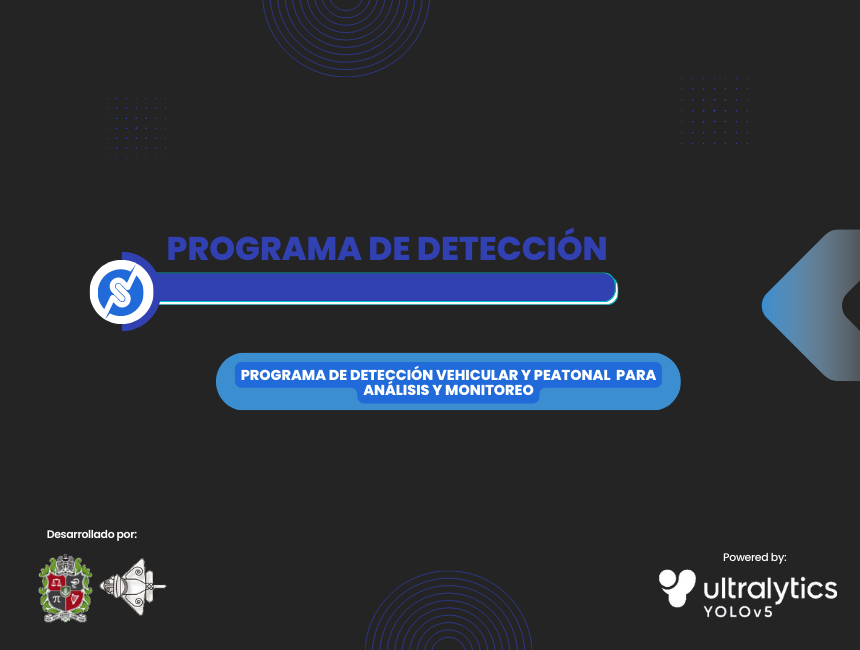 PROGRAMA DE DETECCIÓN
PROGRAMA DE DETECCIÓN VEHICULAR Y PEATONAL PARA
ANÁLISIS Y MONITOREO
Desarrollado por:
Powered by:
ultralytics
YOLOv5